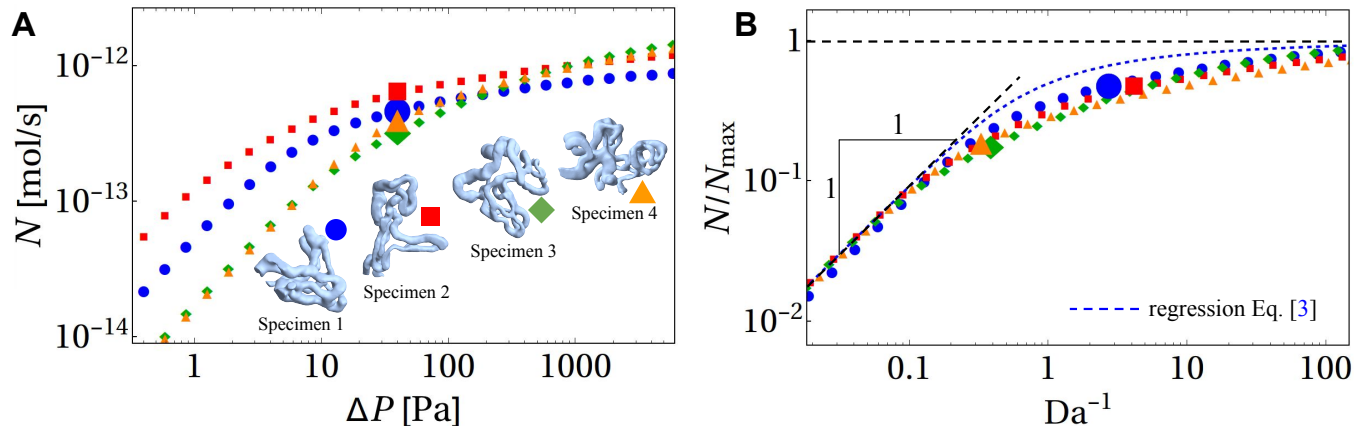 A
N [mol/s]
10⁻¹²
10⁻¹³
10⁻¹⁴
Specimen 1
Specimen 2
Specimen 3
Specimen 4
1 10 100 1000
ΔP [Pa]
B
N/Nₘₐₓ
1
10⁻¹
10⁻²
1
1
regression Eq. [3]
0.1 1 10 100
Da⁻¹